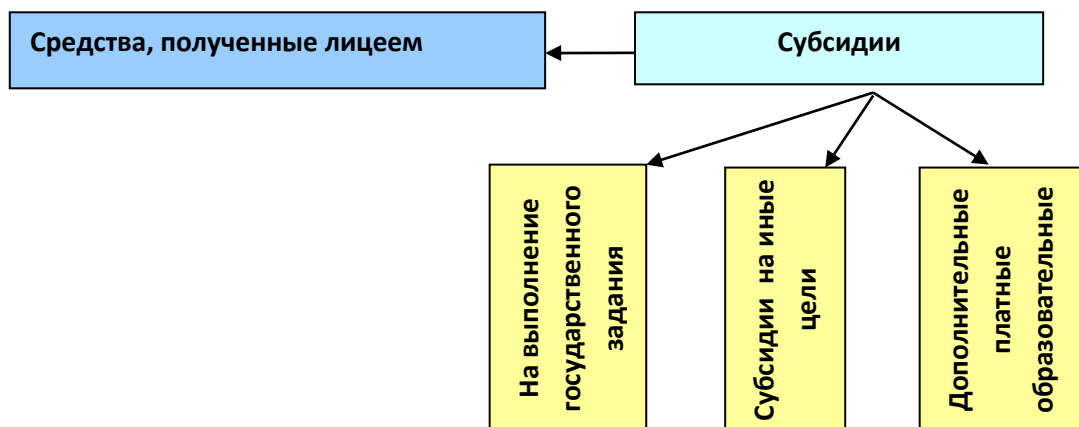 Средства, полученные лицеем
Субсидии
На выполнение
государственного
задания
Субсидии на иные
цели
Дополнительные
платные
образовательные